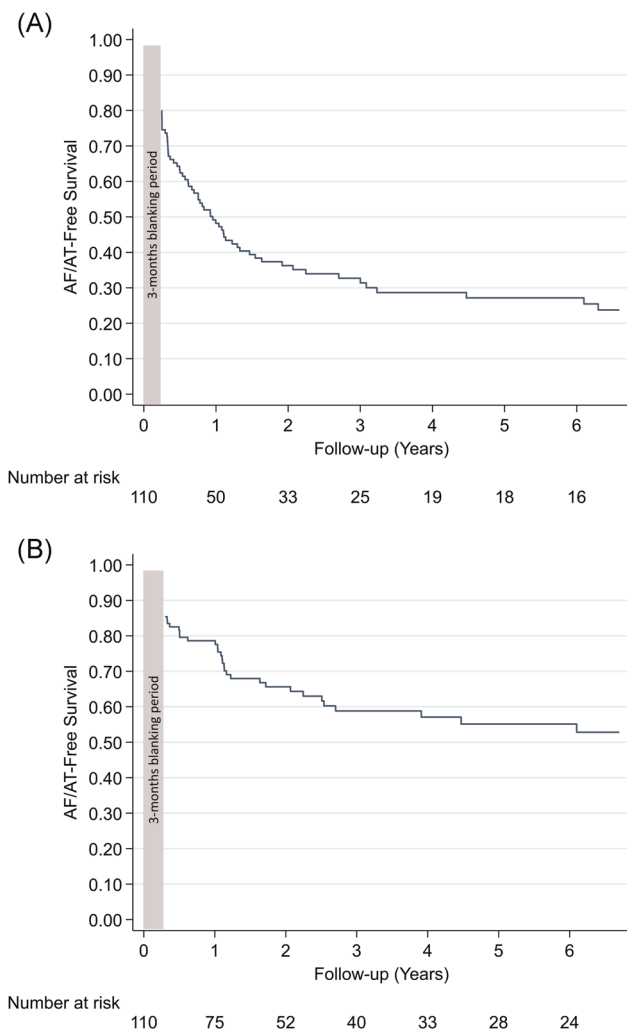 (A)
1.00
0.90
0.80
0.70
0.60
0.50
0.40
0.30
0.20
0.10
0.00
AF/AT-Free Survival
3-months blanking period
0 1 2 3 4 5 6
Follow-up (Years)
Number at risk
110 50 33 25 19 18 16
(B)
1.00
0.90
0.80
0.70
0.60
0.50
0.40
0.30
0.20
0.10
0.00
AF/AT-Free Survival
3-months blanking period
0 1 2 3 4 5 6
Follow-up (Years)
Number at risk
110 75 52 40 33 28 24